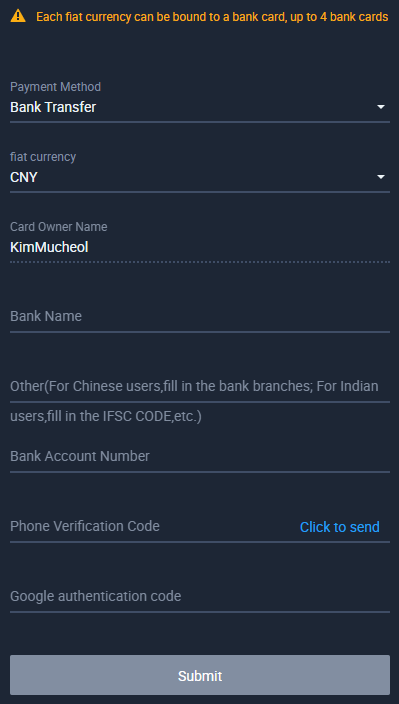 Each fiat currency can be bound to a bank card, up to 4 bank cards
Payment Method
Bank Transfer
fiat currency
CNY
Card Owner Name
KimMucheol
Bank Name
Other(For Chinese users,fill in the bank branches; For Indian
users,fill in the IFSC CODE,etc.)
Bank Account Number
Phone Verification Code Click to send
Google authentication code
Submit